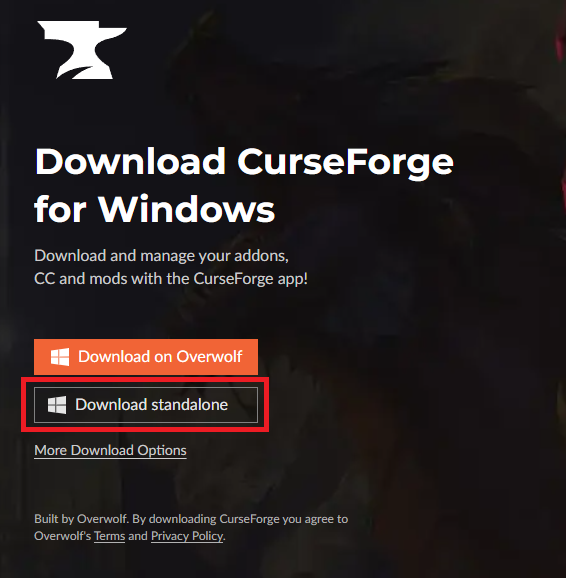 Download CurseForge
for Windows
Download and manage your addons,
CC and mods with the CurseForge app!
Download on Overwolf
Download standalone
More Download Options
Built by Overwolf. By downloading CurseForge you agree to
Overwolf's Terms and Privacy Policy.